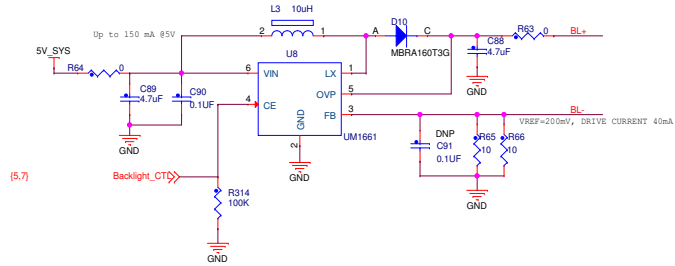 L3 10uH
Up to 150 mA @5V
2 1
A D10 C
MBRA160T3G
R63 0 BL+
5V_SYS
R64 0
U8
C88
4.7uF
GND
6 VIN LX 1
C89
4.7uF
C90
0.1UF
OVP 5
4 CE
FB 3
BL-
GND
2
UM1661
VREF=200mV, DRIVE CURRENT 40mA
DNP
C91
0.1UF
R65
10
R66
10
GND
GND
GND
{5,7}
Backlight_CTL
R314
100K
GND